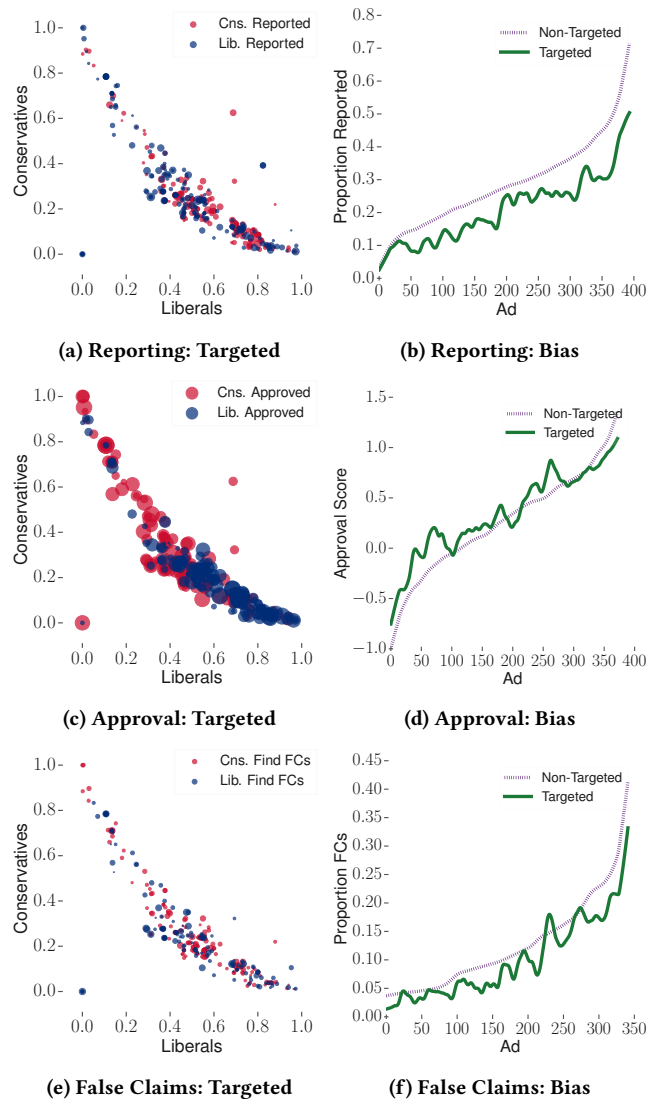 Cns. Reported
Lib. Reported
1.0
0.8
0.6
0.4
0.2
0.0
Conservatives
0.0 0.2 0.4 0.6 0.8 1.0
Liberals
(a) Reporting: Targeted
Non-Targeted
Targeted
0.8
0.7
0.6
0.5
0.4
0.3
0.2
0.1
0.0
Proportion Reported
0 50 100 150 200 250 300 350 400
Ad
(b) Reporting: Bias
Cns. Approved
Lib. Approved
1.0
0.8
0.6
0.4
0.2
0.0
Conservatives
0.0 0.2 0.4 0.6 0.8 1.0
Liberals
(c) Approval: Targeted
Non-Targeted
Targeted
1.5
1.0
0.5
0.0
−0.5
−1.0
Approval Score
0 50 100 150 200 250 300 350 400
Ad
(d) Approval: Bias
Cns. Find FCs
Lib. Find FCs
1.0
0.8
0.6
0.4
0.2
0.0
Conservatives
0.0 0.2 0.4 0.6 0.8 1.0
Liberals
(e) False Claims: Targeted
Non-Targeted
Targeted
0.45
0.40
0.35
0.30
0.25
0.20
0.15
0.10
0.05
0.00
Proportion FCs
0 50 100 150 200 250 300 350
Ad
(f) False Claims: Bias